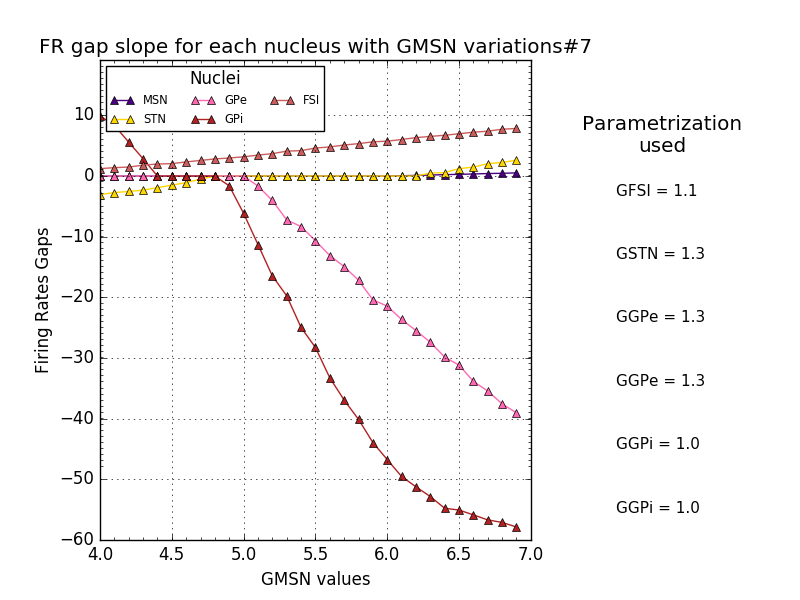 FR gap slope for each nucleus with GMSN variations#7
Nuclei
MSN GPe FSI
STN GPi
10
0
−10
−20
−30
−40
−50
−60
4.0 4.5 5.0 5.5 6.0 6.5 7.0
Firing Rates Gaps
GMSN values
Parametrization
used
GFSI = 1.1
GSTN = 1.3
GGPe = 1.3
GGPe = 1.3
GGPi = 1.0
GGPi = 1.0